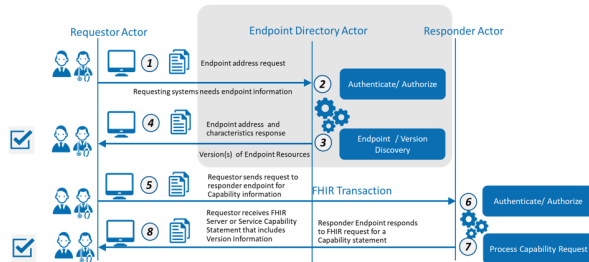 Requestor Actor
Endpoint Directory Actor
Responder Actor
1
Endpoint address request
2
Authenticate/ Authorize
Requesting systems needs endpoint information
4
Endpoint address and
characteristics response
3
Endpoint / Version
Discovery
Version(s) of Endpoint Resources
5
Requestor sends request to
responder endpoint for
Capability information
FHIR Transaction
6
Authenticate/ Authorize
8
Requestor receives FHIR
Server or Service Capability
Statement that includes
Version Information
Responder Endpoint responds
to FHIR request for a
Capability statement
7
Process Capability Request